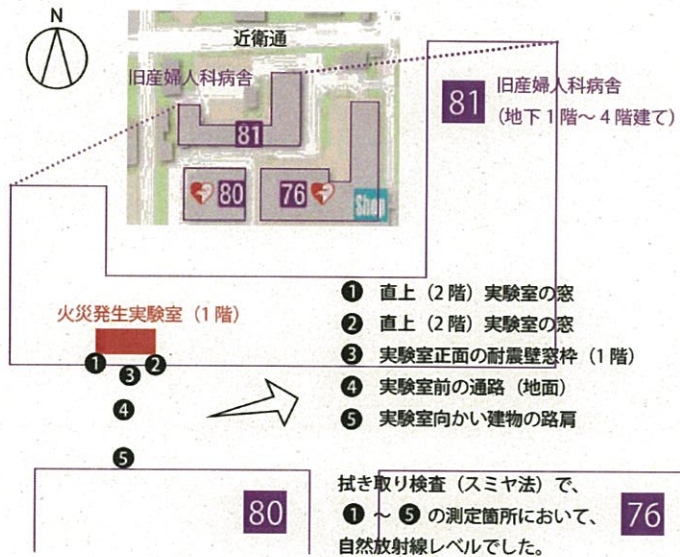 N
近衛通
旧産婦人科病舎
81
80
76
Shop
81
旧産婦人科病舎
(地下1階～4階建て)
火災発生実験室(1階)
❶ 直上(2階)実験室の窓
❷ 直上(2階)実験室の窓
❸ 実験室正面の耐震壁窓枠(1階)
❹ 実験室前の通路(地面)
❺ 実験室向かい建物の路肩
❶
❷
❸
❹
❺
80
拭き取り検査(スミヤ法)で、
❶～❺の測定箇所において、
自然放射線レベルでした。
76